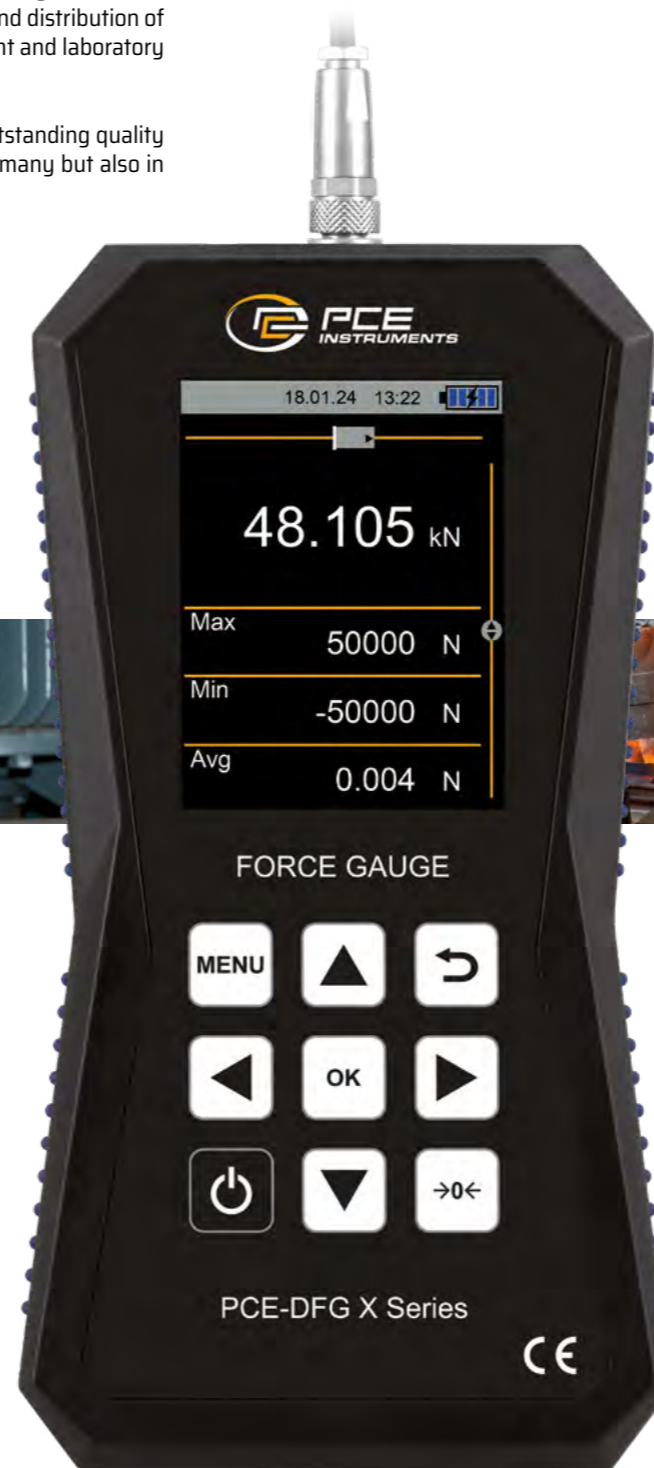 nd distribution of
nt and laboratory
tstanding quality
many but also in
PCE
INSTRUMENTS
18.01.24 13:22
48.105 kN
Max 50000 N
Min -50000 N
Avg 0.004 N
FORCE GAUGE
MENU
OK
→0←
PCE-DFG X Series
CE